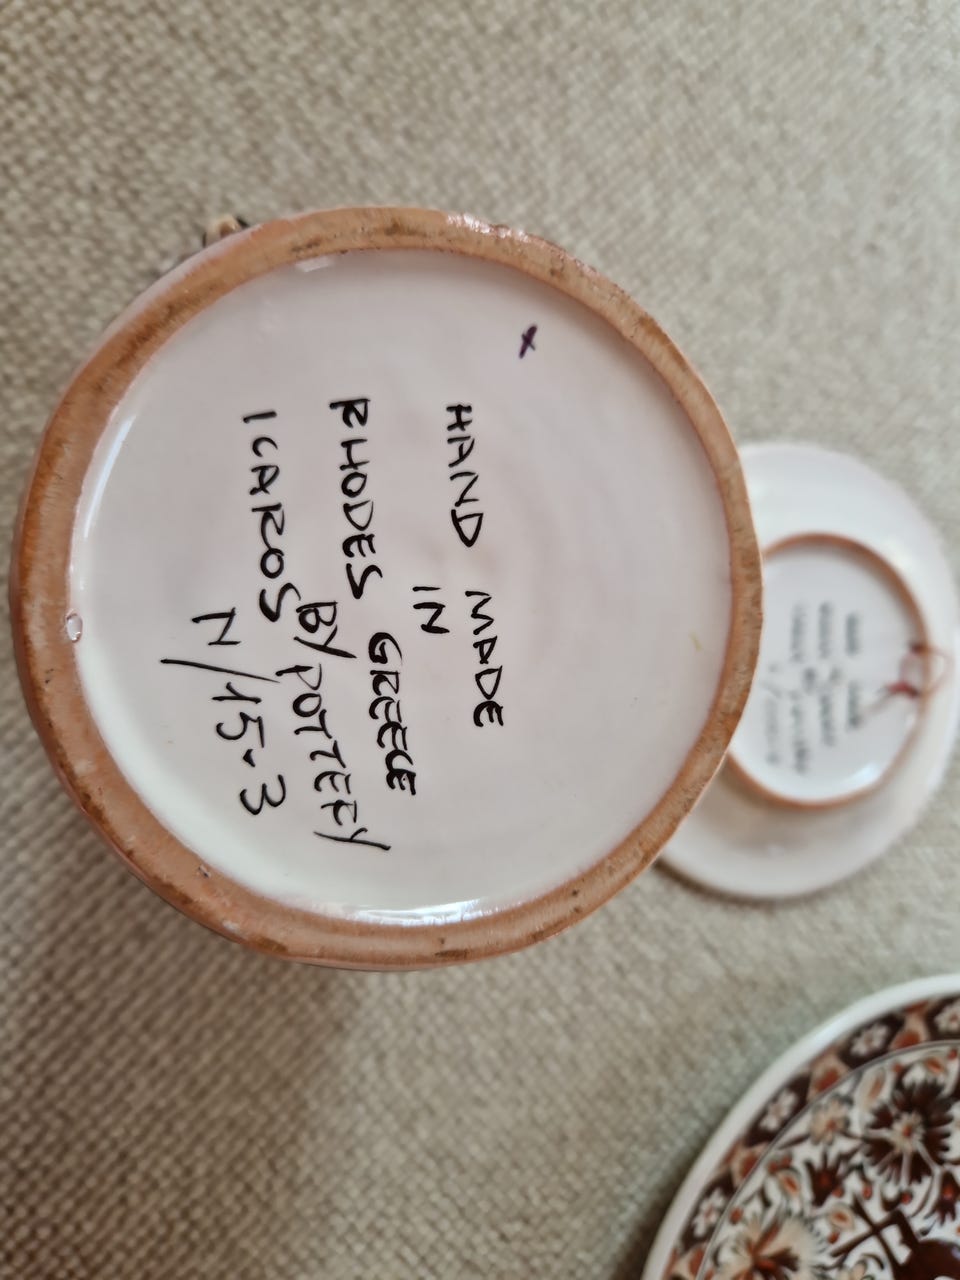 HAND MADE
IN
RHODES GREECE
ICAROS BY POTTERY
N/15-3